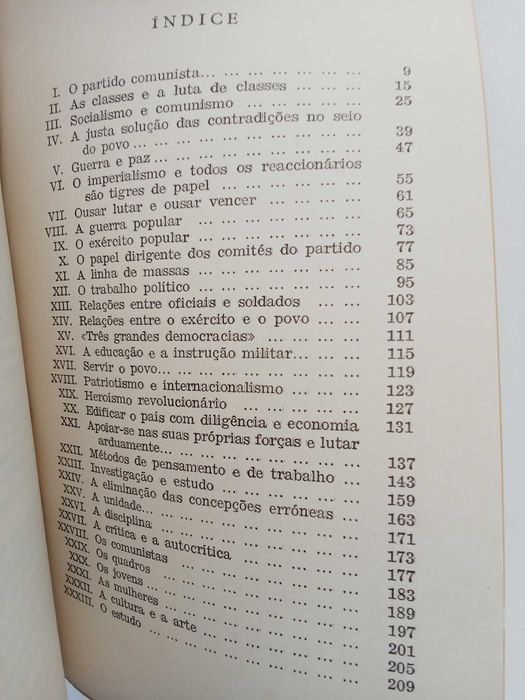 ÍNDICE
I. O partido comunista... ... ... ... ... ... ... 9
II. As classes e a luta de classes ... ... ... ... 15
III. Socialismo e comunismo ... ... ... ... ... 25
IV. A justa solução das contradições no seio
do povo... ... ... ... ... ... ... ... ... 39
V. Guerra e paz... ... ... ... ... ... ... ... ... 47
VI. O imperialismo e todos os reaccionários
são tigres de papel ... ... ... ... ... ... 55
VII. Ousar lutar e ousar vencer ... ... ... ... ... 61
VIII. A guerra popular ... ... ... ... ... ... ... 65
IX. O exército popular ... ... ... ... ... ... ... 73
X. O papel dirigente dos comités do partido 77
XI. A linha de massas ... ... ... ... ... ... ... 85
XII. O trabalho político ... ... ... ... ... ... ... 95
XIII. Relações entre oficiais e soldados ... ... ... 103
XIV. Relações entre o exército e o povo ... ... ... 107
XV. «Três grandes democracias» ... ... ... ... ... 111
XVI. A educação e a instrução militar... ... ... ... 115
XVII. Servir o povo... ... ... ... ... ... ... ... ... 119
XVIII. Patriotismo e internacionalismo ... ... ... ... 123
XIX. Heroísmo revolucionário ... ... ... ... ... ... 127
XX. Edificar o país com diligência e economia 131
XXI. Apoiar-se nas suas próprias forças e lutar
arduamente... ... ... ... ... ... ... ... ... 137
XXII. Métodos de pensamento e de trabalho ... ... 143
XXIII. Investigação e estudo ... ... ... ... ... ... ... 159
XXIV. A eliminação das concepções erróneas ... ... 163
XXV. A unidade... ... ... ... ... ... ... ... ... ... 171
XXVI. A disciplina ... ... ... ... ... ... ... ... ... 173
XXVII. A crítica e a autocrítica ... ... ... ... ... ... 177
XXVIII. Os comunistas ... ... ... ... ... ... ... ... 183
XXIX. Os quadros ... ... ... ... ... ... ... ... ... 189
XXX. Os jovens... ... ... ... ... ... ... ... ... ... 197
XXXI. As mulheres... ... ... ... ... ... ... ... ... 201
XXXII. A cultura e a arte ... ... ... ... ... ... ... 205
XXXIII. O estudo ... ... ... ... ... ... ... ... ... 209